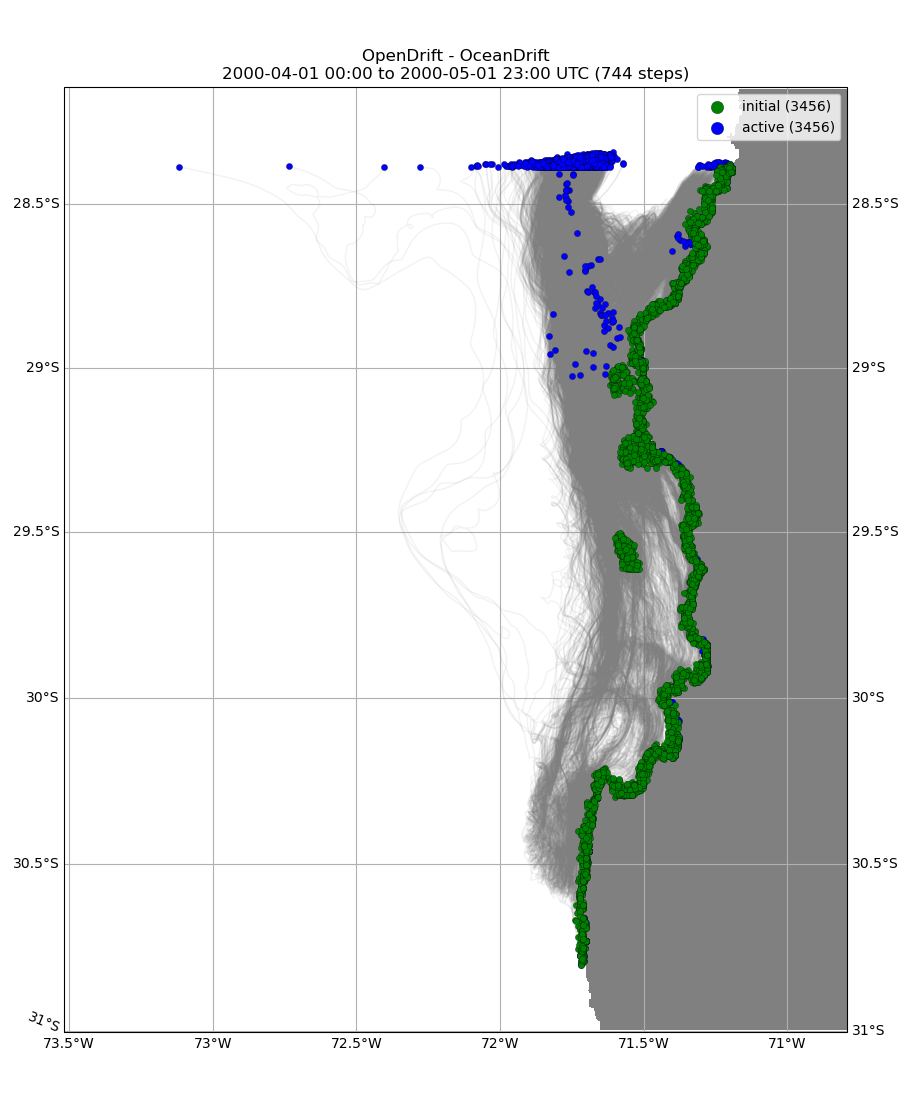 OpenDrift - OceanDrift
2000-04-01 00:00 to 2000-05-01 23:00 UTC (744 steps)
initial (3456)
active (3456)
28.5°S 28.5°S
29°S 29°S
29.5°S 29.5°S
30°S 30°S
30.5°S 30.5°S
31°S 31°S
73.5°W 73°W 72.5°W 72°W 71.5°W 71°W